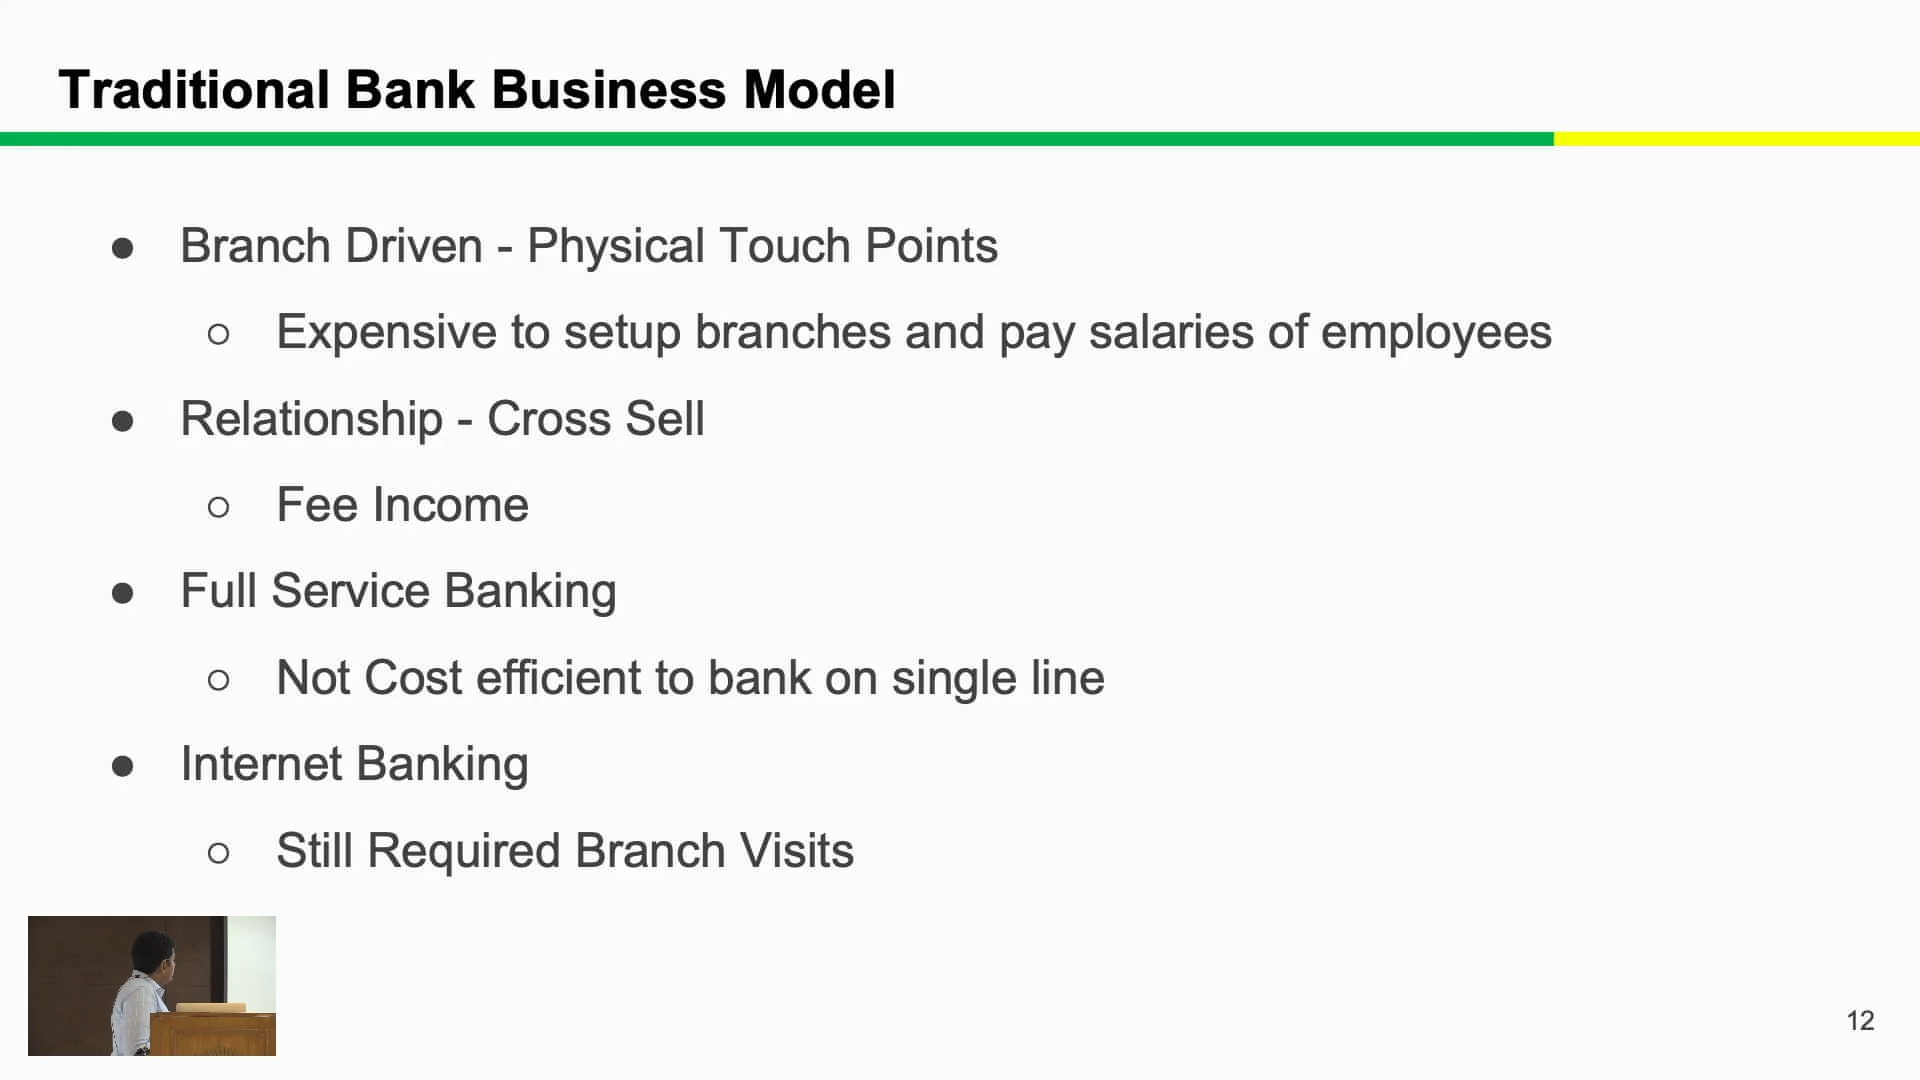 Traditional Bank Business Model
● Branch Driven - Physical Touch Points
○ Expensive to setup branches and pay salaries of employees
● Relationship - Cross Sell
○ Fee Income
● Full Service Banking
○ Not Cost efficient to bank on single line
● Internet Banking
○ Still Required Branch Visits
12